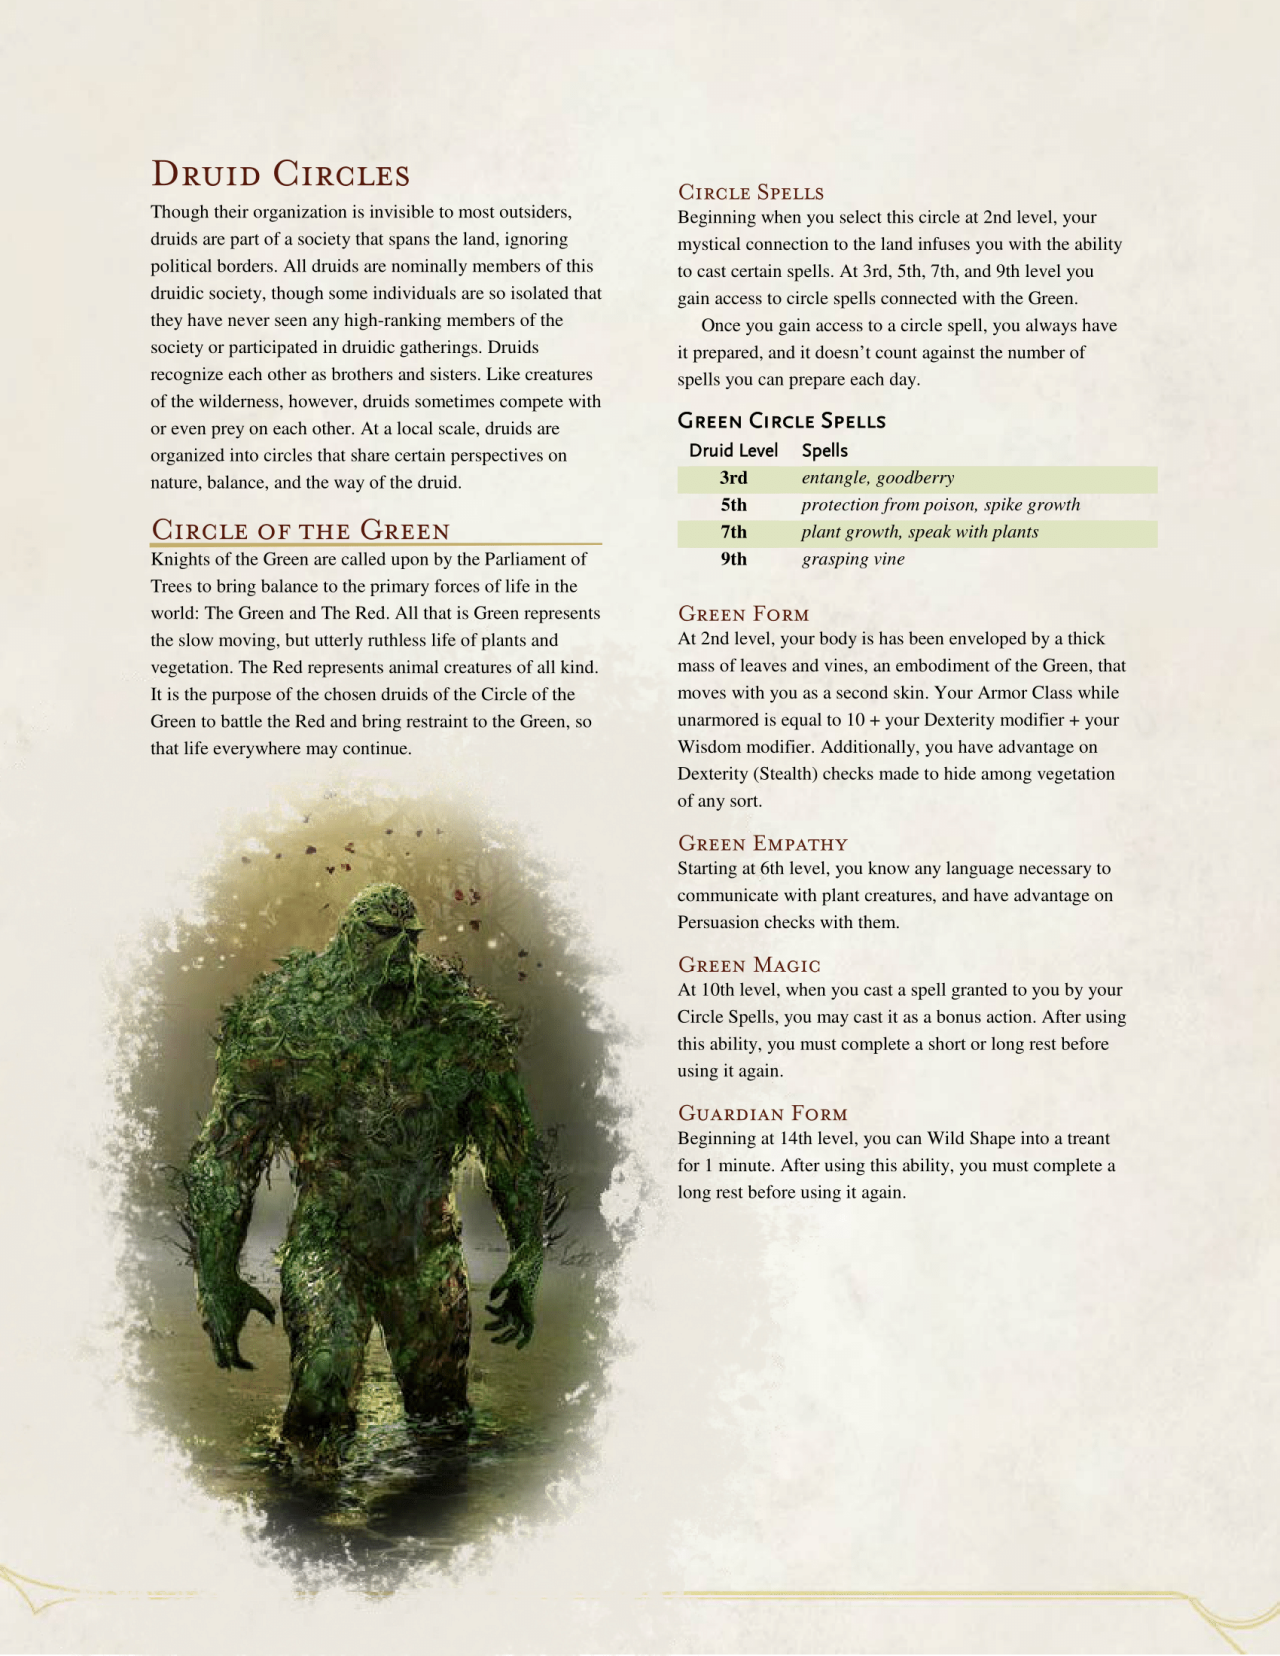 Druid Circles
Though their organization is invisible to most outsiders,
druids are part of a society that spans the land, ignoring
political borders. All druids are nominally members of this
druidic society, though some individuals are so isolated that
they have never seen any high-ranking members of the
society or participated in druidic gatherings. Druids
recognize each other as brothers and sisters. Like creatures
of the wilderness, however, druids sometimes compete with
or even prey on each other. At a local scale, druids are
organized into circles that share certain perspectives on
nature, balance, and the way of the druid.
Circle of the Green
Knights of the Green are called upon by the Parliament of
Trees to bring balance to the primary forces of life in the
world: The Green and The Red. All that is Green represents
the slow moving, but utterly ruthless life of plants and
vegetation. The Red represents animal creatures of all kind.
It is the purpose of the chosen druids of the Circle of the
Green to battle the Red and bring restraint to the Green, so
that life everywhere may continue.
Circle Spells
Beginning when you select this circle at 2nd level, your
mystical connection to the land infuses you with the ability
to cast certain spells. At 3rd, 5th, 7th, and 9th level you
gain access to circle spells connected with the Green.
Once you gain access to a circle spell, you always have
it prepared, and it doesn't count against the number of
spells you can prepare each day.
Green Circle Spells
Druid Level Spells
3rd entangle, goodberry
5th protection from poison, spike growth
7th plant growth, speak with plants
9th grasping vine
Green Form
At 2nd level, your body is has been enveloped by a thick
mass of leaves and vines, an embodiment of the Green, that
moves with you as a second skin. Your Armor Class while
unarmored is equal to 10 + your Dexterity modifier + your
Wisdom modifier. Additionally, you have advantage on
Dexterity (Stealth) checks made to hide among vegetation
of any sort.
Green Empathy
Starting at 6th level, you know any language necessary to
communicate with plant creatures, and have advantage on
Persuasion checks with them.
Green Magic
At 10th level, when you cast a spell granted to you by your
Circle Spells, you may cast it as a bonus action. After using
this ability, you must complete a short or long rest before
using it again.
Guardian Form
Beginning at 14th level, you can Wild Shape into a treant
for 1 minute. After using this ability, you must complete a
long rest before using it again.